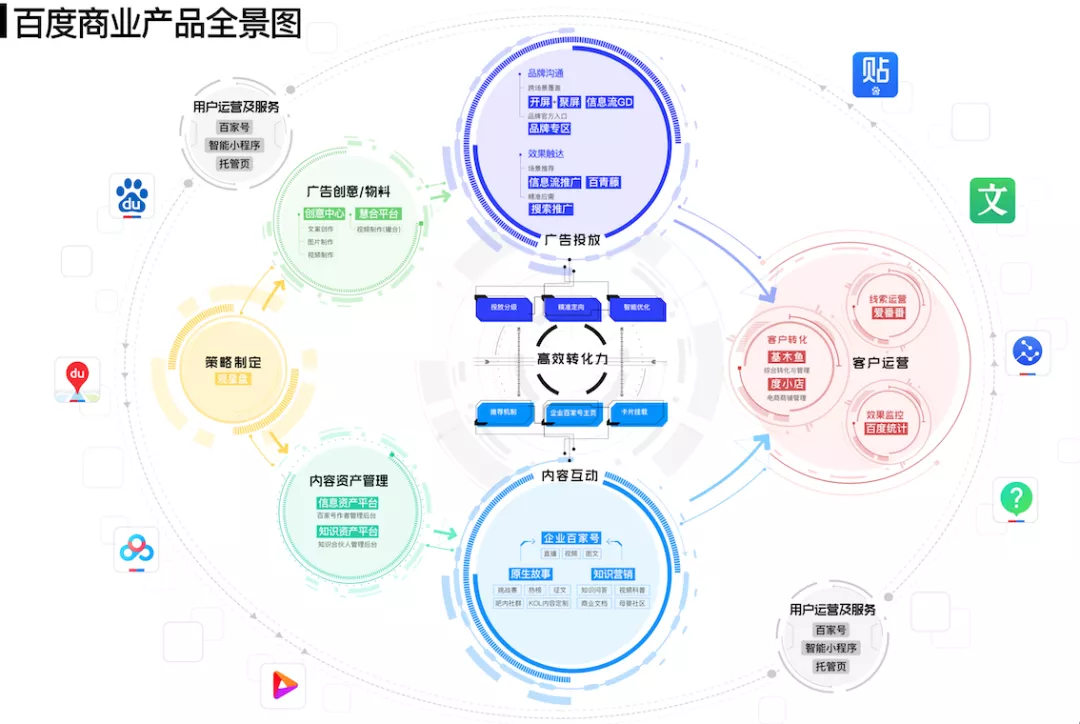 百度商业产品全景图
用户运营及服务
百家号
智能小程序
托管页
du
广告创意/物料
创意中心
慧合平台
文案创作
图片制作
视频制作
视频制作(撮合)
品牌沟通
跨场景覆盖
开屏·聚屏 信息流GD
品牌官方入口
品牌专区
效果触达
场景推荐
信息流推广 百青藤
精准应需
搜索推广
广告投放
贴
文
策略制定
观星盘
du
投放分级
精准定向
智能优化
高效转化力
推荐机制
企业百家号主页
卡片挂载
客户转化
基木鱼
综合转化与管理
度小店
电商商铺管理
线索运营
爱番番
客户运营
效果监控
百度统计
内容资产管理
信息资产平台
百家号作者管理后台
知识资产平台
知识合伙人管理后台
内容互动
企业百家号
直播 视频 图文
原生故事
挑战赛 热榜 征文
吧内社群 KOL内容定制
知识营销
知识问答 视频科普
商业文档 母婴社区
?
用户运营及服务
百家号
智能小程序
托管页